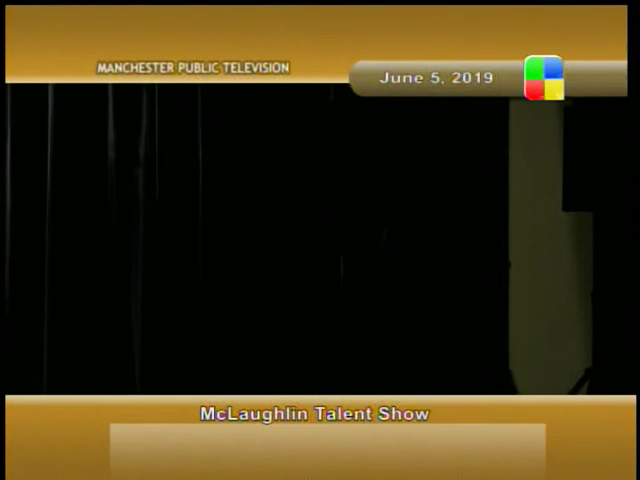 MANCHESTER PUBLIC TELEVISION
June 5, 2019
McLaughlin Talent Show